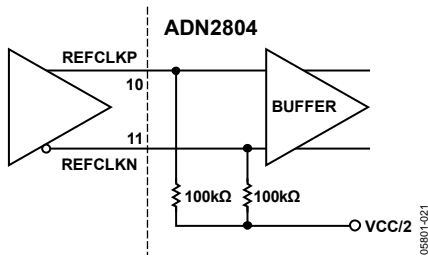 ADN2804
REFCLKP
10
BUFFER
11
REFCLKN
100kΩ 100kΩ
VCC/2
05801-021